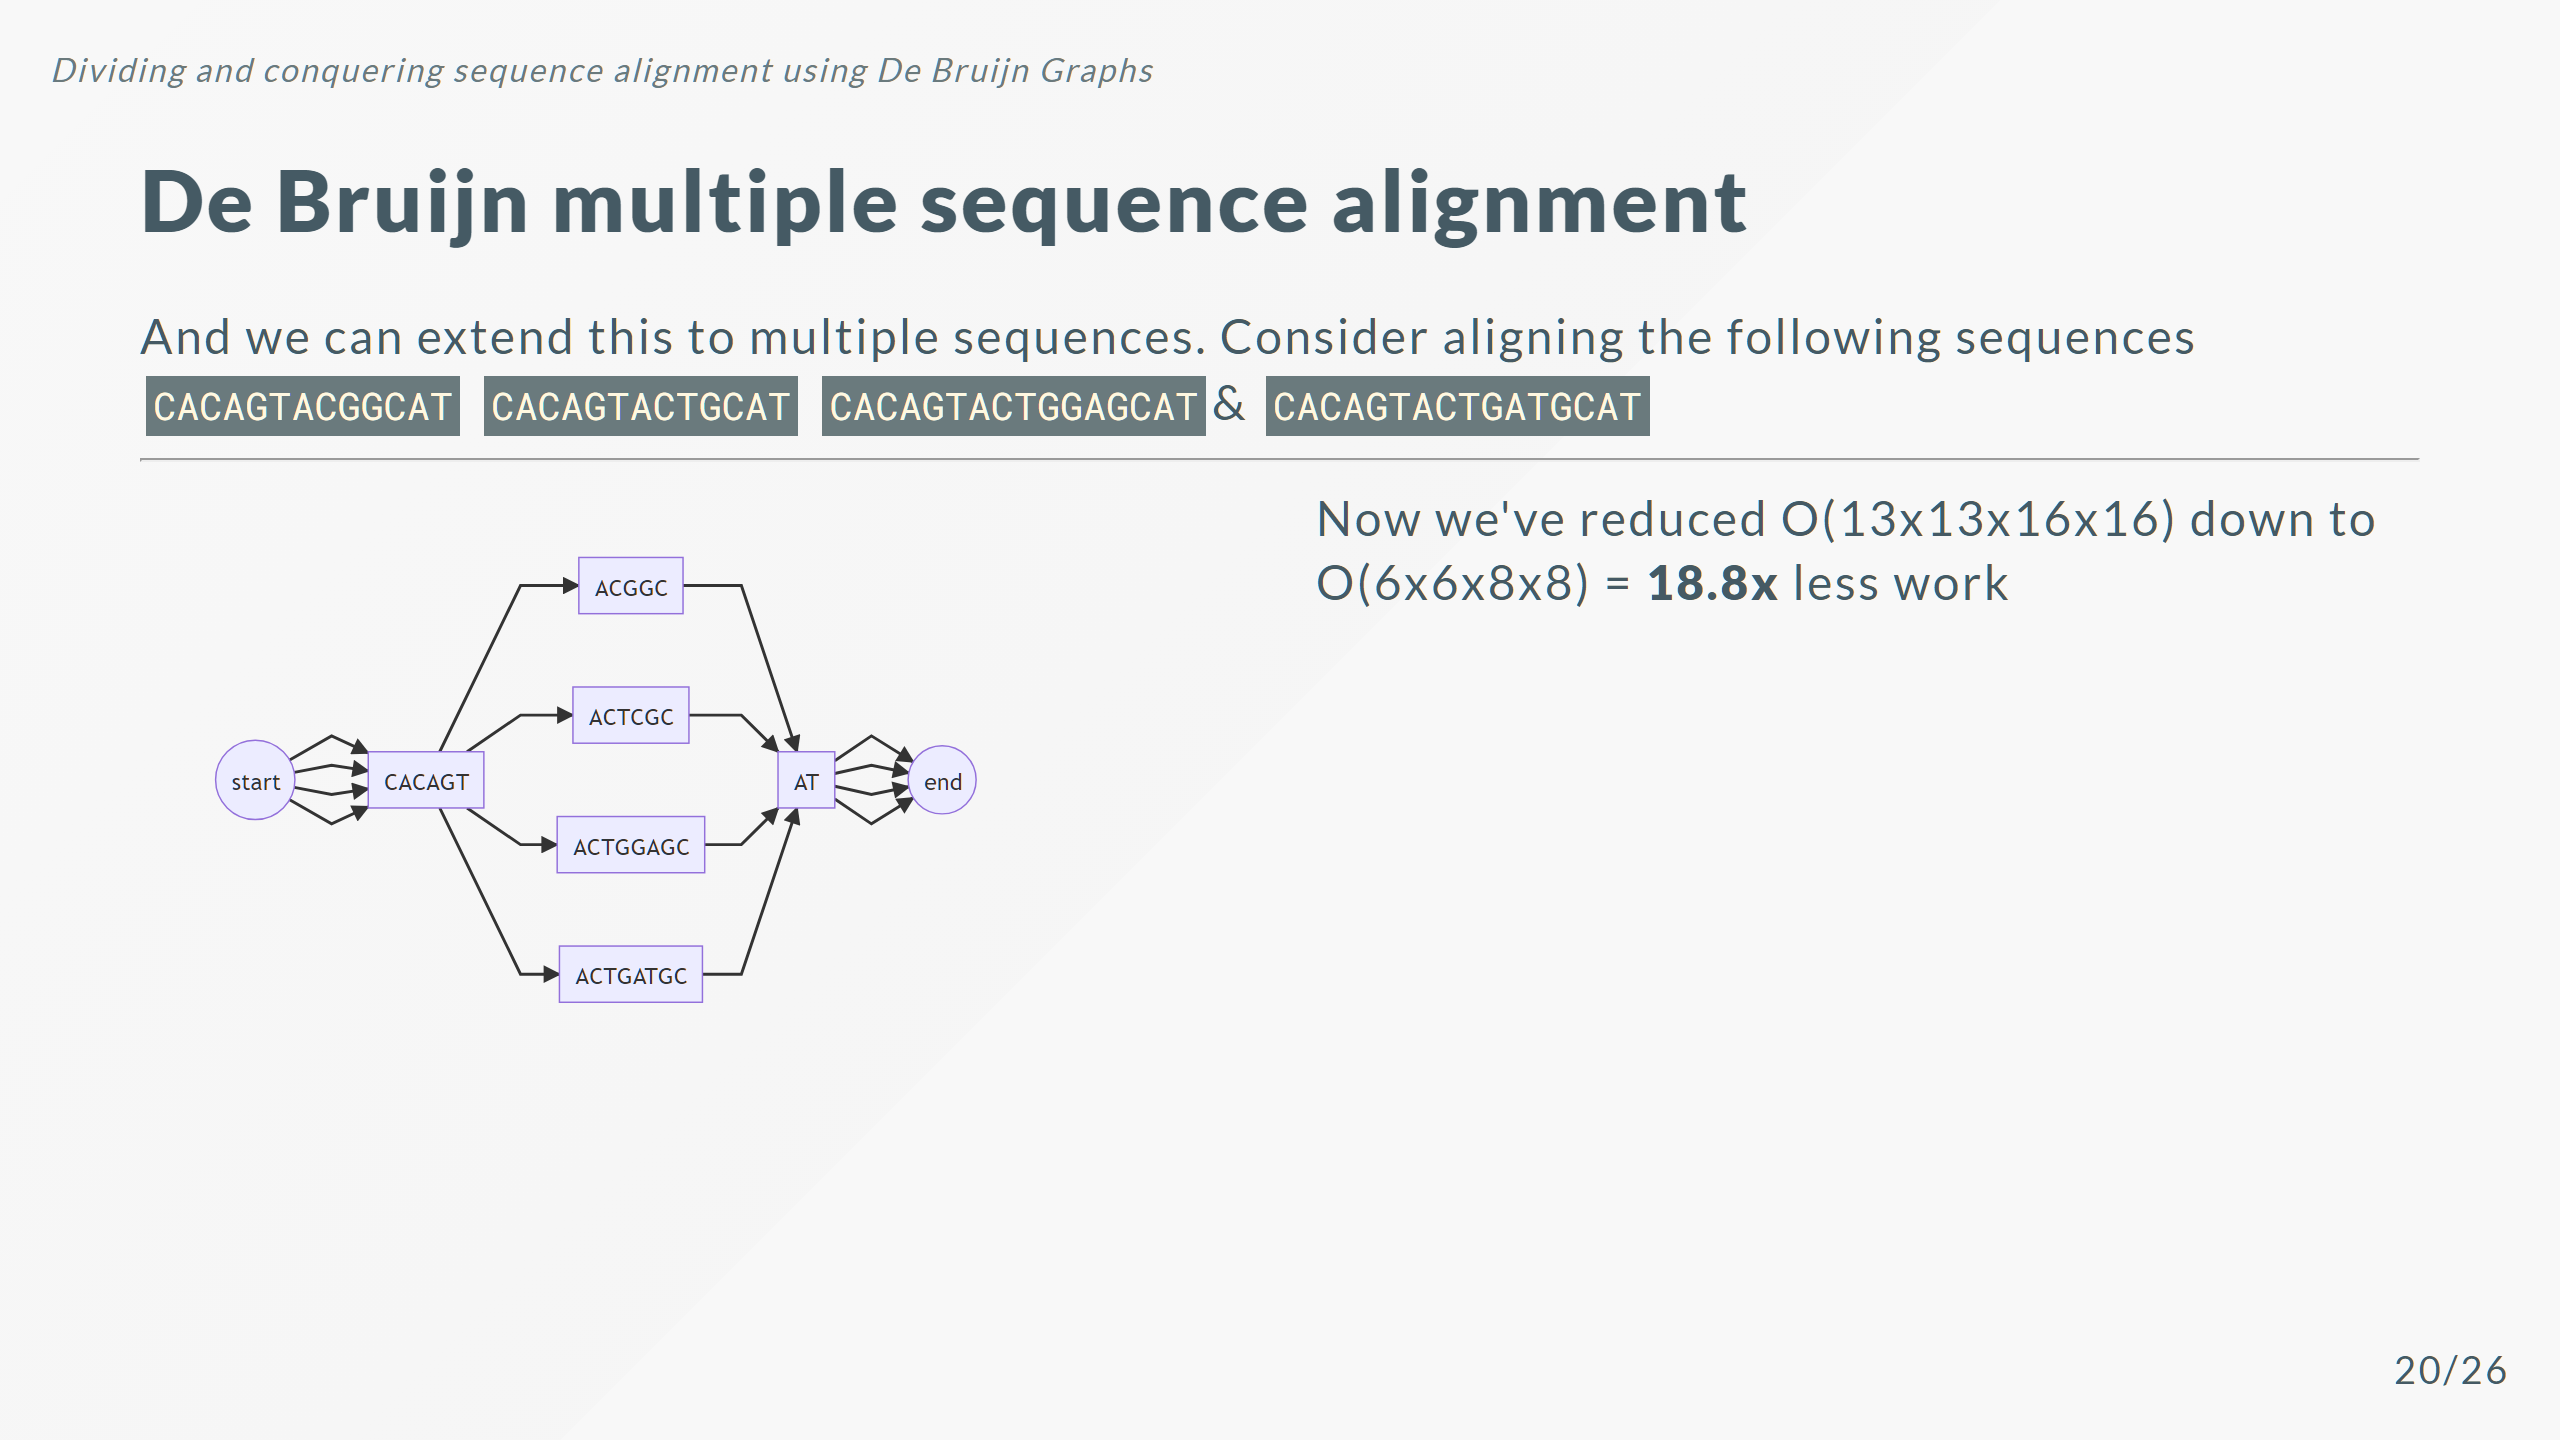 Dividing and conquering sequence alignment using De Bruijn Graphs
De Bruijn multiple sequence alignment
And we can extend this to multiple sequences. Consider aligning the following sequences
CACAGTACGGCAT CACAGTACTGCAT CACAGTACTGGAGCAT & CACAGTACTGATGCAT
Now we've reduced O(13x13x16x16) down to
O(6x6x8x8) = 18.8x less work
ACGGC
ACTCGC
start
CACAGT
AT
end
ACTGGAGC
ACTGATGC
20/26